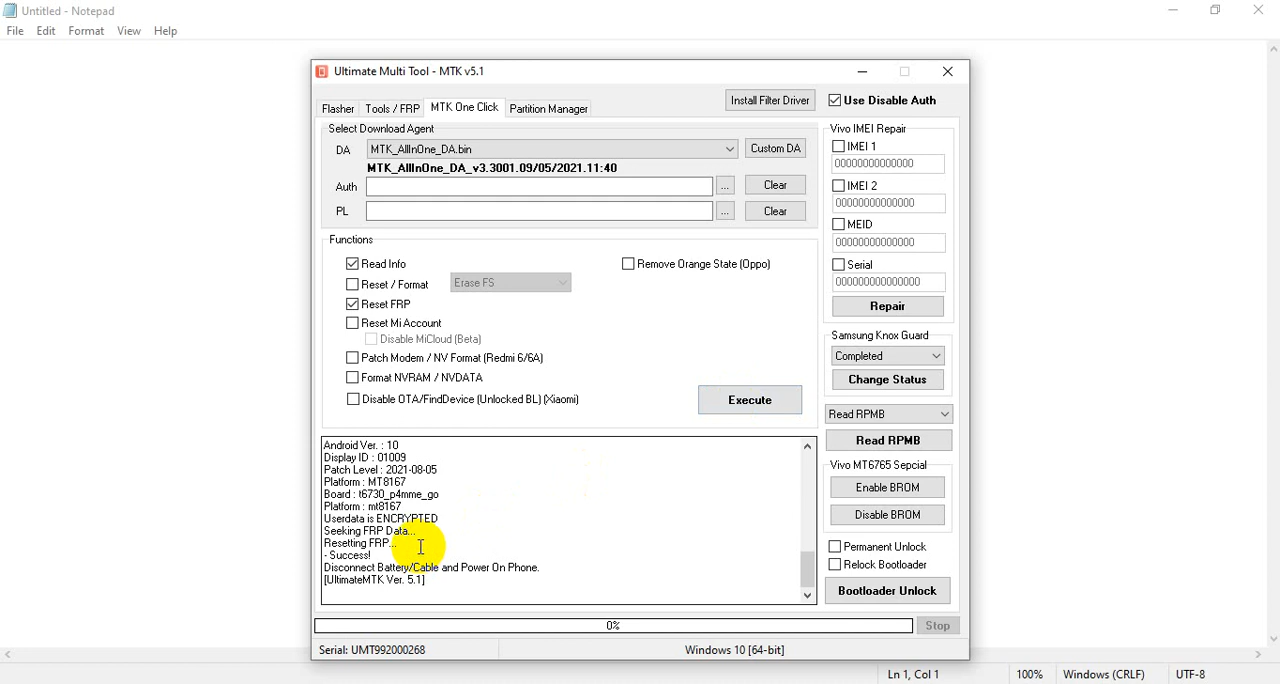 Untitled - Notepad
File Edit Format View Help
Ultimate Multi Tool - MTK v5.1
Flasher Tools / FRP MTK One Click Partition Manager
Install Filter Driver Use Disable Auth
Select Download Agent
DA MTK_AllInOne_DA.bin Custom DA
MTK_AllInOne_DA_v3.3001.09/05/2021.11:40
Auth ... Clear
PL ... Clear
Functions
Read Info
Remove Orange State (Oppo)
Reset / Format Erase FS
Reset FRP
Reset Mi Account
Disable MiCloud (Beta)
Patch Modem / NV Format (Redmi 6/6A)
Format NVRAM / NVDATA
Disable OTA/FindDevice (Unlocked BL) (Xiaomi)
Execute
Android Ver. : 10
Display ID : 01009
Patch Level : 2021-08-05
Platform : MT8167
Board : t6730_p4mme_go
Platform : mt8167
Userdata is ENCRYPTED
Seeking FRP Data...
Resetting FRP...
- Success!
Disconnect Battery/Cable and Power On Phone.
[UltimateMTK Ver. 5.1]
Vivo IMEI Repair
IMEI 1
00000000000000
IMEI 2
00000000000000
MEID
00000000000000
Serial
000000000000000
Repair
Samsung Knox Guard
Completed
Change Status
Read RPMB
Read RPMB
Vivo MT6765 Sepcial
Enable BROM
Disable BROM
Permanent Unlock
Relock Bootloader
Bootloader Unlock
0% Stop
Serial: UMT992000268 Windows 10 [64-bit]
Ln 1, Col 1 100% Windows (CRLF) UTF-8